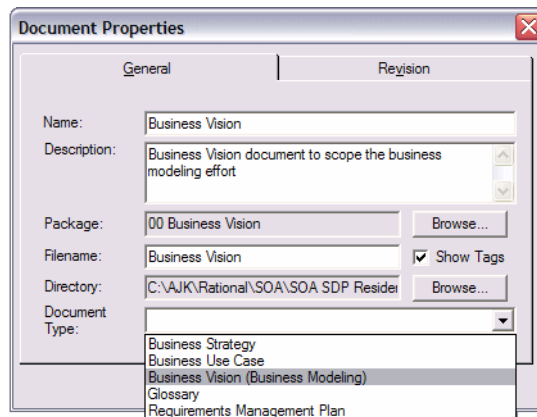 Document Properties
General
Revision
Name:
Business Vision
Description:
Business Vision document to scope the business
modeling effort
Package:
00 Business Vision
Browse...
Filename:
Business Vision
Show Tags
Directory:
C:\AJK\Rational\SOA\SOA SDP Resider
Browse...
Document
Type:
Business Strategy
Business Use Case
Business Vision (Business Modeling)
Glossary
Requirements Management Plan